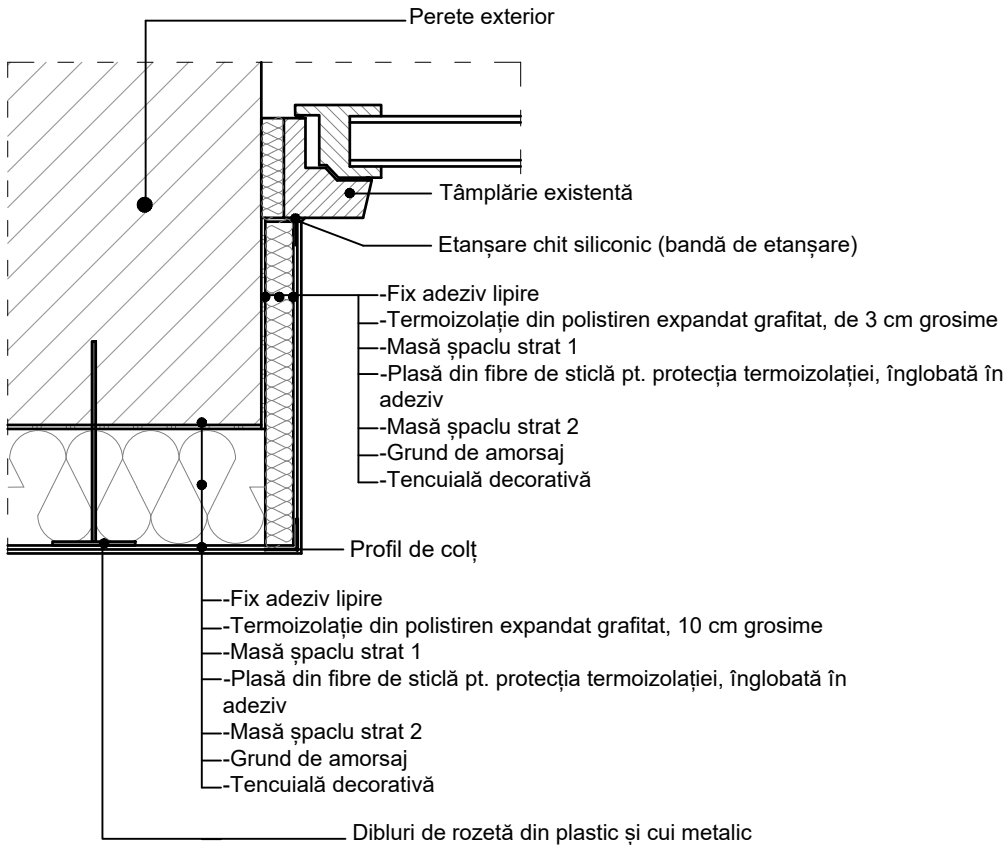 Perete exterior
Tâmplărie existentă
Etanșare chit siliconic (bandă de etanșare)
-Fix adeziv lipire
-Termoizolație din polistiren expandat grafitat, de 3 cm grosime
-Masă șpaclu strat 1
-Plasă din fibre de sticlă pt. protecția termoizolației, înglobată în
adeziv
-Masă șpaclu strat 2
-Grund de amorsaj
-Tencuială decorativă
Profil de colț
-Fix adeziv lipire
-Termoizolație din polistiren expandat grafitat, 10 cm grosime
-Masă șpaclu strat 1
-Plasă din fibre de sticlă pt. protecția termoizolației, înglobată în
adeziv
-Masă șpaclu strat 2
-Grund de amorsaj
-Tencuială decorativă
Dibluri de rozetă din plastic și cui metalic